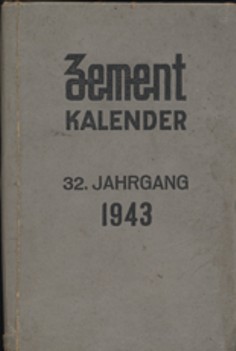 Zement
KALENDER
32. JAHRGANG
1943